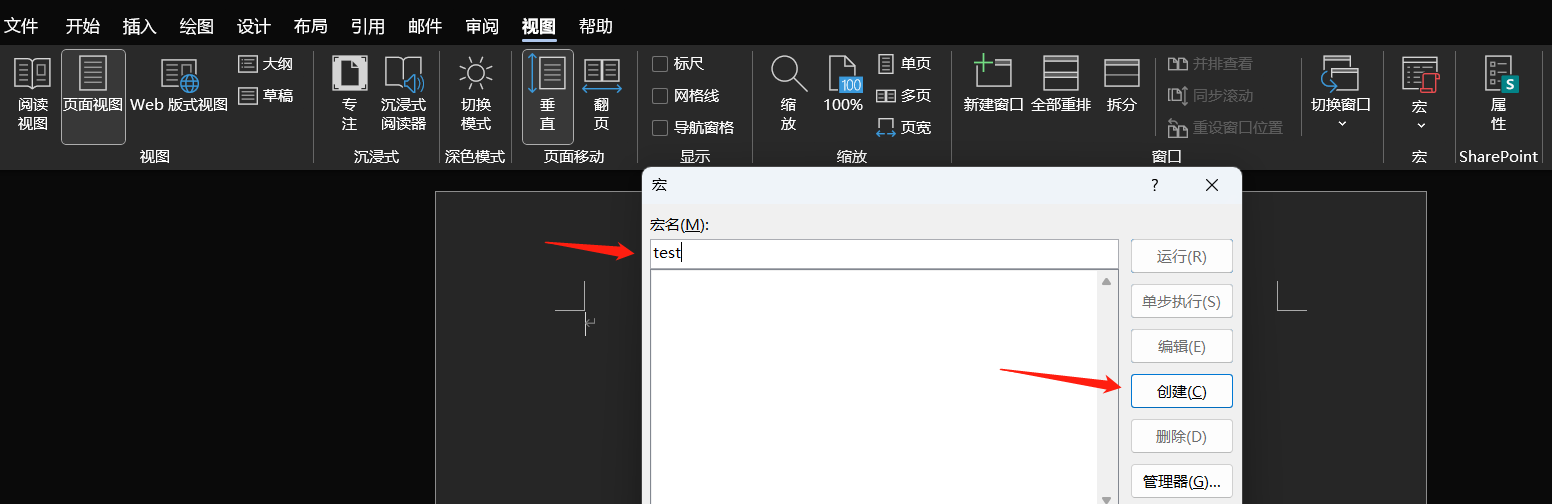 文件 开始 插入 绘图 设计 布局 引用 邮件 审阅 视图 帮助
阅读
视图
页面视图
Web 版式视图
大纲
草稿
视图
专
注
沉浸式
阅读器
沉浸式
切换
模式
深色模式
垂
直
翻
页
页面移动
标尺
网格线
导航窗格
显示
缩
放
100
100%
单页
多页
页宽
缩放
新建窗口
全部重排
拆分
并排查看
同步滚动
重设窗口位置
切换窗口
窗口
宏
宏
S
属
性
SharePoint
宏
?
宏名(M):
test
运行(R)
单步执行(S)
编辑(E)
创建(C)
删除(D)
管理器(G)...